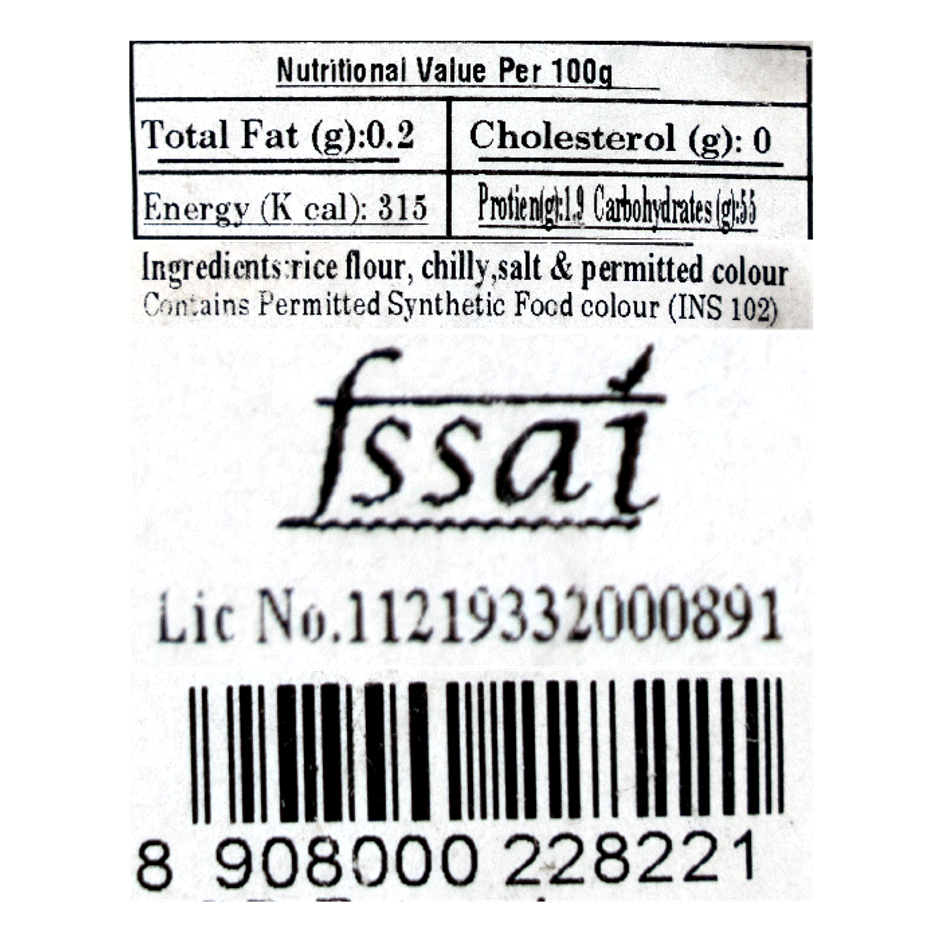 Nutritional Value Per 100g
Total Fat (g):0.2 Cholesterol (g): 0
Energy (K cal): 315 Protien(g):1.9 Carbohydrates (g):55
Ingredients:rice flour, chilly,salt & permitted colour
Contains Permitted Synthetic Food colour (INS 102)
fssai
Lic No.11219332000891
8 908000 228221